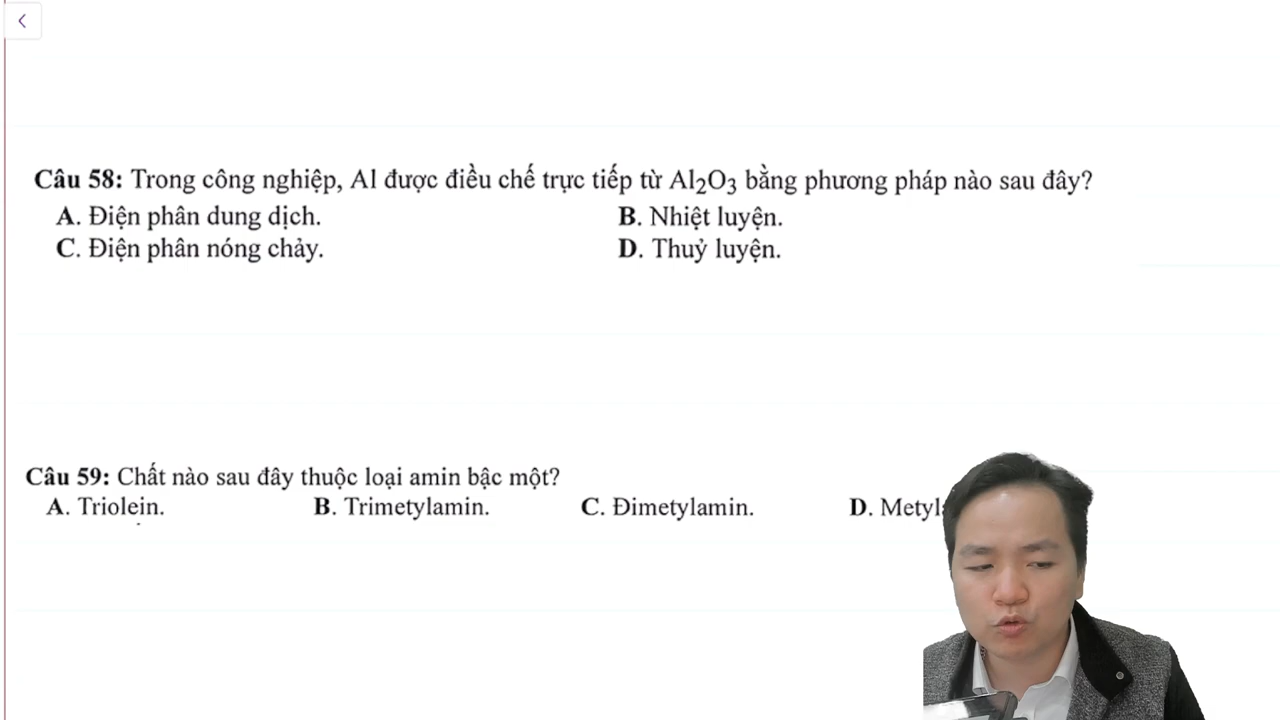 Câu 58: Trong công nghiệp, Al được điều chế trực tiếp từ Al₂O₃ bằng phương pháp nào sau đây?
A. Điện phân dung dịch. B. Nhiệt luyện.
C. Điện phân nóng chảy. D. Thuỷ luyện.
Câu 59: Chất nào sau đây thuộc loại amin bậc một?
A. Triolein. B. Trimetylamin. C. Đimetylamin. D.